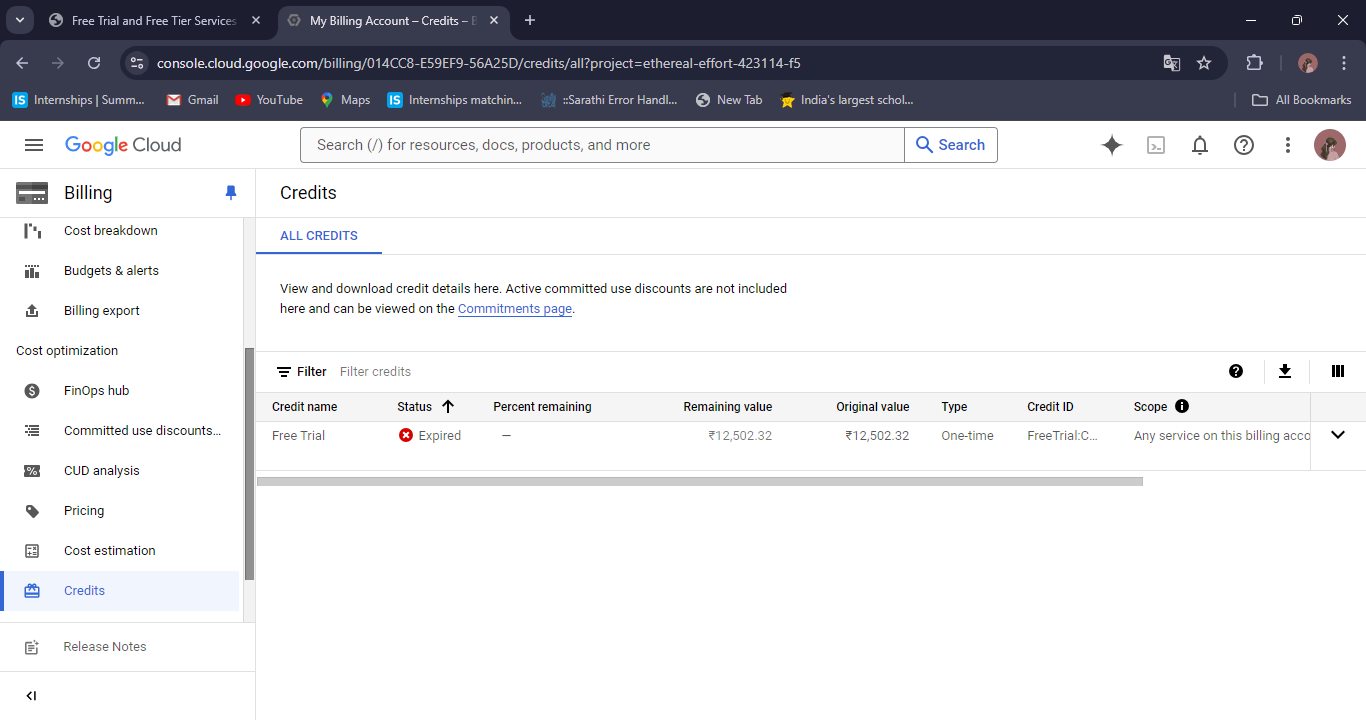 Free Trial and Free Tier Services
My Billing Account – Credits –
console.cloud.google.com/billing/014CC8-E59EF9-56A25D/credits/all?project=ethereal-effort-423114-f5
IS Internships | Summ...
Gmail
YouTube
Maps
IS Internships matchin...
::Sarathi Error Handl...
New Tab
India's largest schol...
All Bookmarks
Google Cloud
Search (/) for resources, docs, products, and more
Search
Billing
Credits
Cost breakdown
Budgets & alerts
Billing export
Cost optimization
FinOps hub
Committed use discounts...
CUD analysis
Pricing
Cost estimation
Credits
Release Notes
ALL CREDITS
View and download credit details here. Active committed use discounts are not included
here and can be viewed on the Commitments page.
Filter Filter credits
Credit name Status Percent remaining Remaining value Original value Type Credit ID Scope
Free Trial Expired — ₹12,502.32 ₹12,502.32 One-time FreeTrial:C... Any service on this billing acco